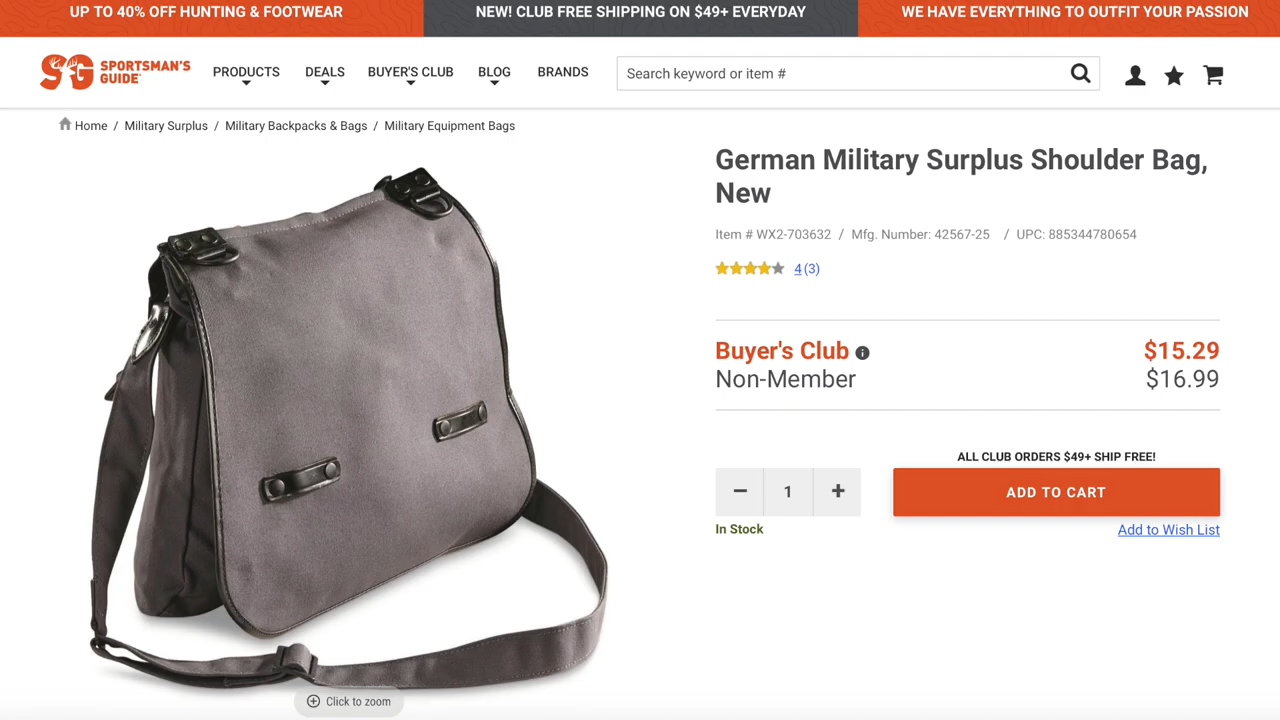 UP TO 40% OFF HUNTING & FOOTWEAR
NEW! CLUB FREE SHIPPING ON $49+ EVERYDAY
WE HAVE EVERYTHING TO OUTFIT YOUR PASSION
SG SPORTSMAN'S GUIDE
PRODUCTS
DEALS
BUYER'S CLUB
BLOG
BRANDS
Search keyword or item #
Home / Military Surplus / Military Backpacks & Bags / Military Equipment Bags
German Military Surplus Shoulder Bag,
New
Item # WX2-703632 / Mfg. Number: 42567-25 / UPC: 885344780654
4 (3)
Buyer's Club $15.29
Non-Member $16.99
ALL CLUB ORDERS $49+ SHIP FREE!
− 1 +
ADD TO CART
In Stock
Add to Wish List
Click to zoom